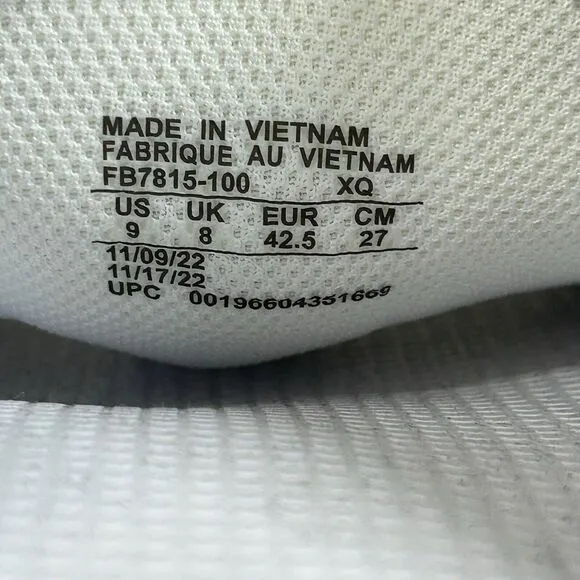 MADE IN VIETNAM
FABRIQUE AU VIETNAM
FB7815-100 XQ
US UK EUR CM
9 8 42.5 27
11/09/22
11/17/22
UPC 00196604351669